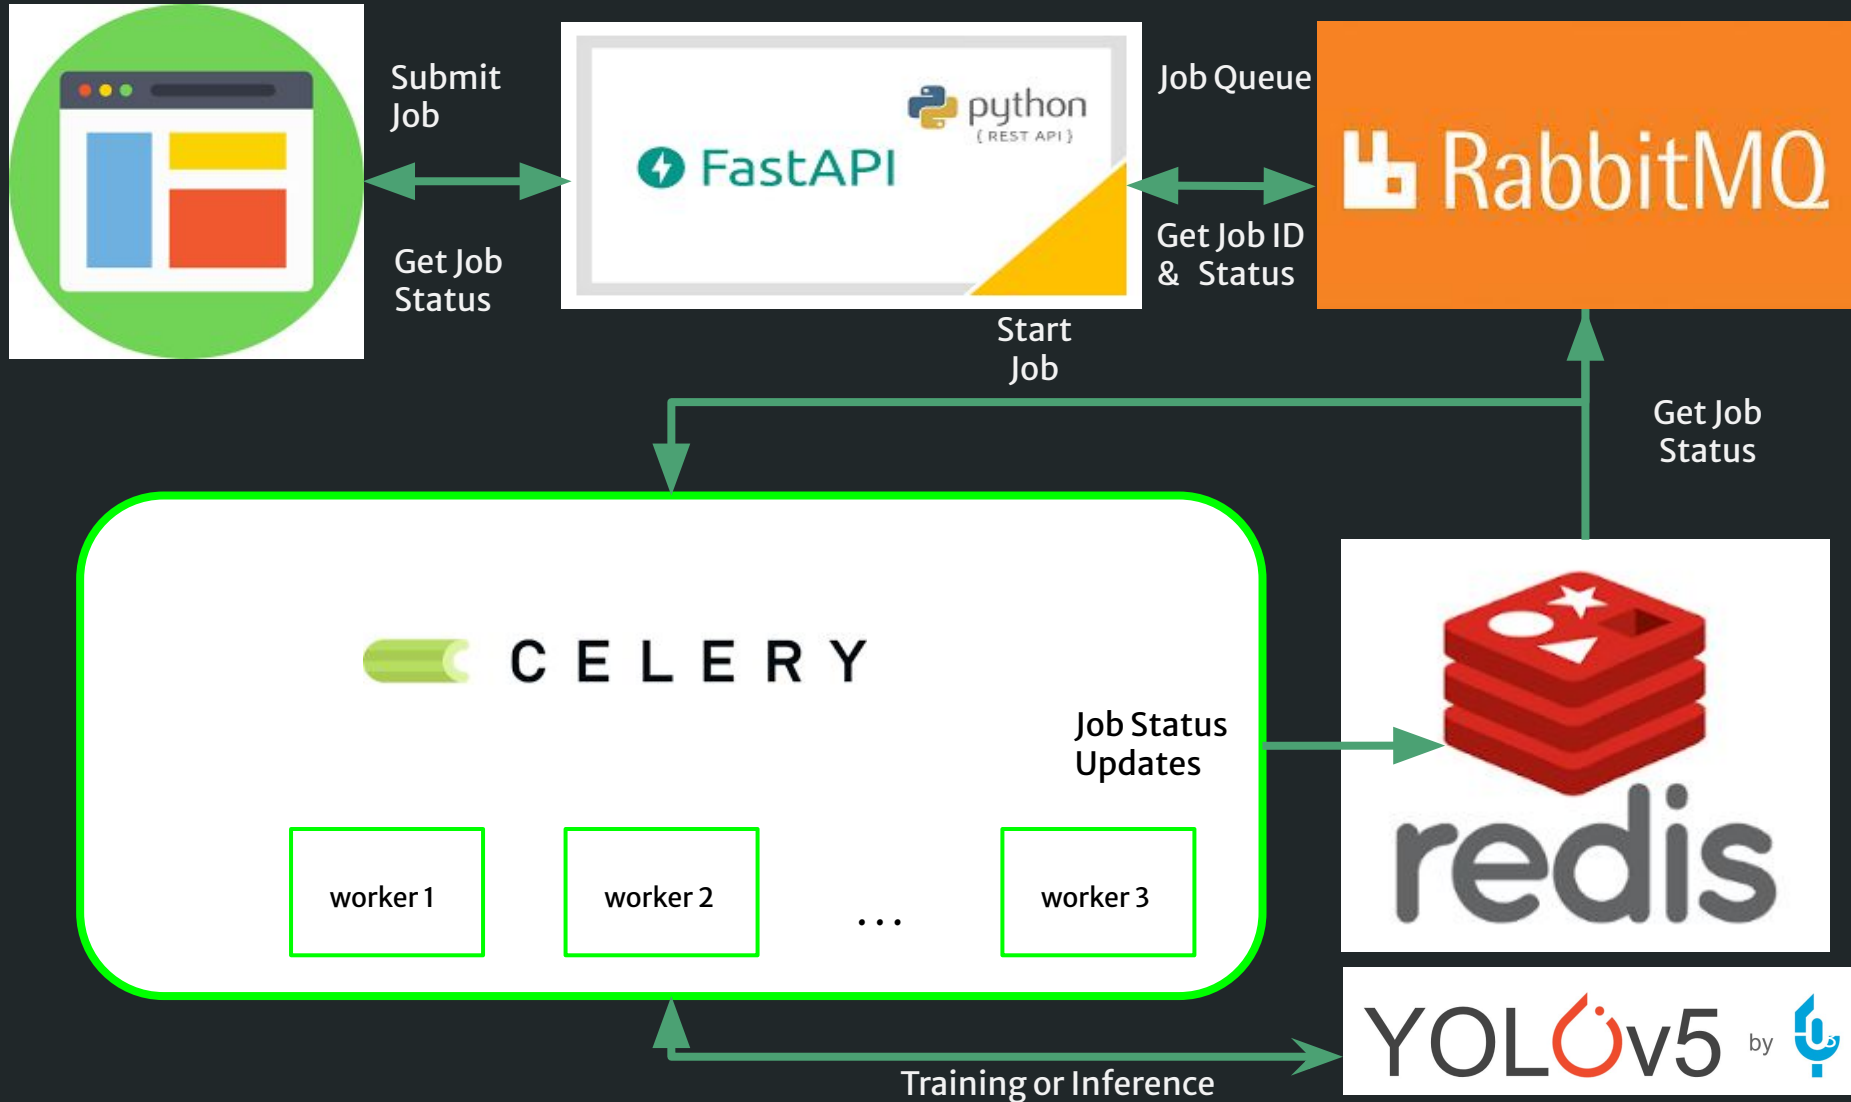 Submit
Job
Get Job
Status
python
{ REST API }
FastAPI
Job Queue
Get Job ID
& Status
RabbitMQ
Start
Job
Get Job
Status
CELERY
Job Status
Updates
worker 1
worker 2
...
worker 3
redis
YOLOv5 by
Training or Inference